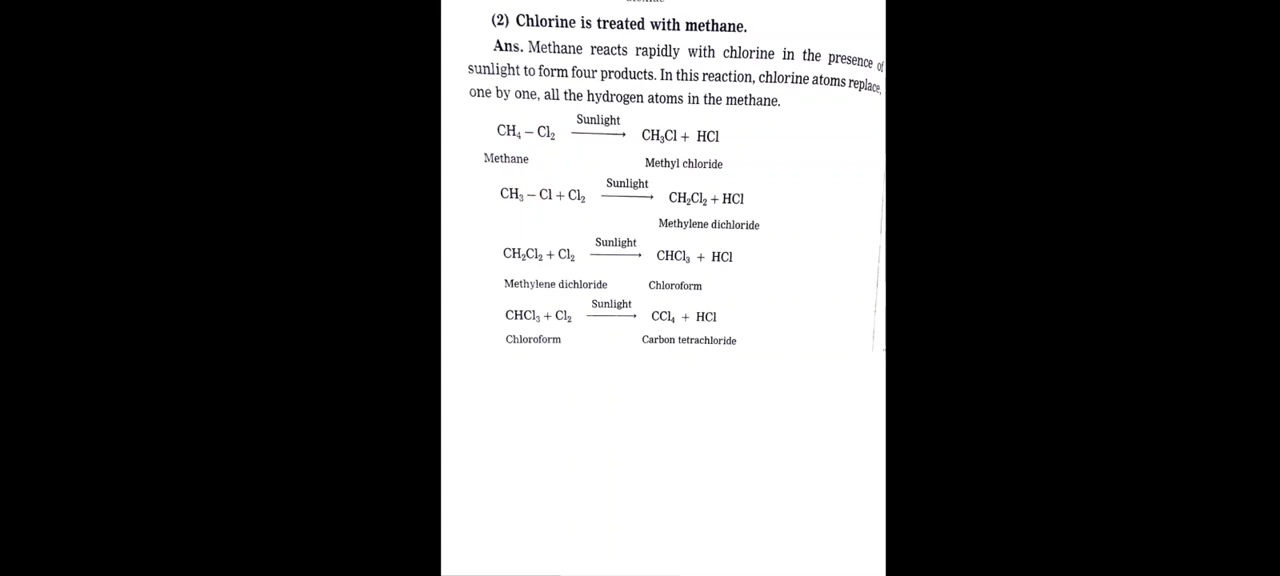 (2) Chlorine is treated with methane.
Ans. Methane reacts rapidly with chlorine in the presence of
sunlight to form four products. In this reaction, chlorine atoms replace,
one by one, all the hydrogen atoms in the methane.
CH₄ – Cl₂ Sunlight ⟶ CH₃Cl + HCl
Methane Methyl chloride
CH₃ – Cl + Cl₂ Sunlight ⟶ CH₂Cl₂ + HCl
Methylene dichloride
CH₂Cl₂ + Cl₂ Sunlight ⟶ CHCl₃ + HCl
Methylene dichloride Chloroform
CHCl₃ + Cl₂ Sunlight ⟶ CCl₄ + HCl
Chloroform Carbon tetrachloride